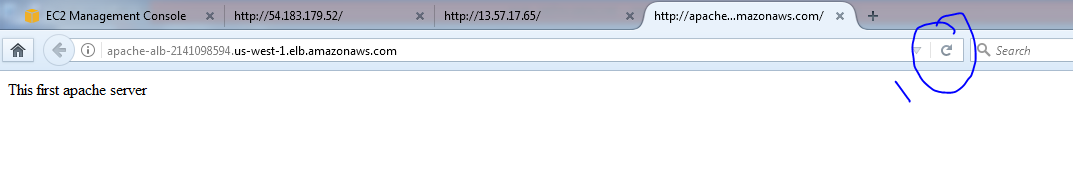 EC2 Management Console
http://54.183.179.52/
http://13.57.17.65/
http://apache...mazonaws.com/
apache-alb-2141098594.us-west-1.elb.amazonaws.com
Search
This first apache server